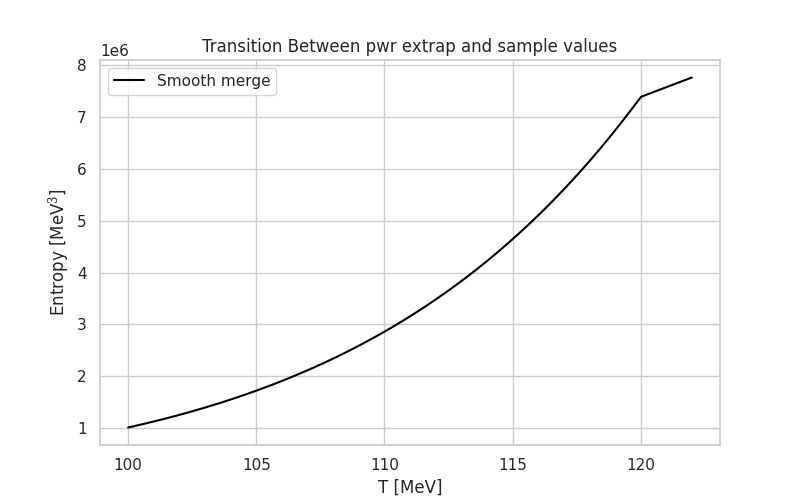 Transition Between pwr extrap and sample values
1e6
Smooth merge
8
7
6
5
4
3
2
1
Entropy [MeV³]
100 105 110 115 120
T [MeV]